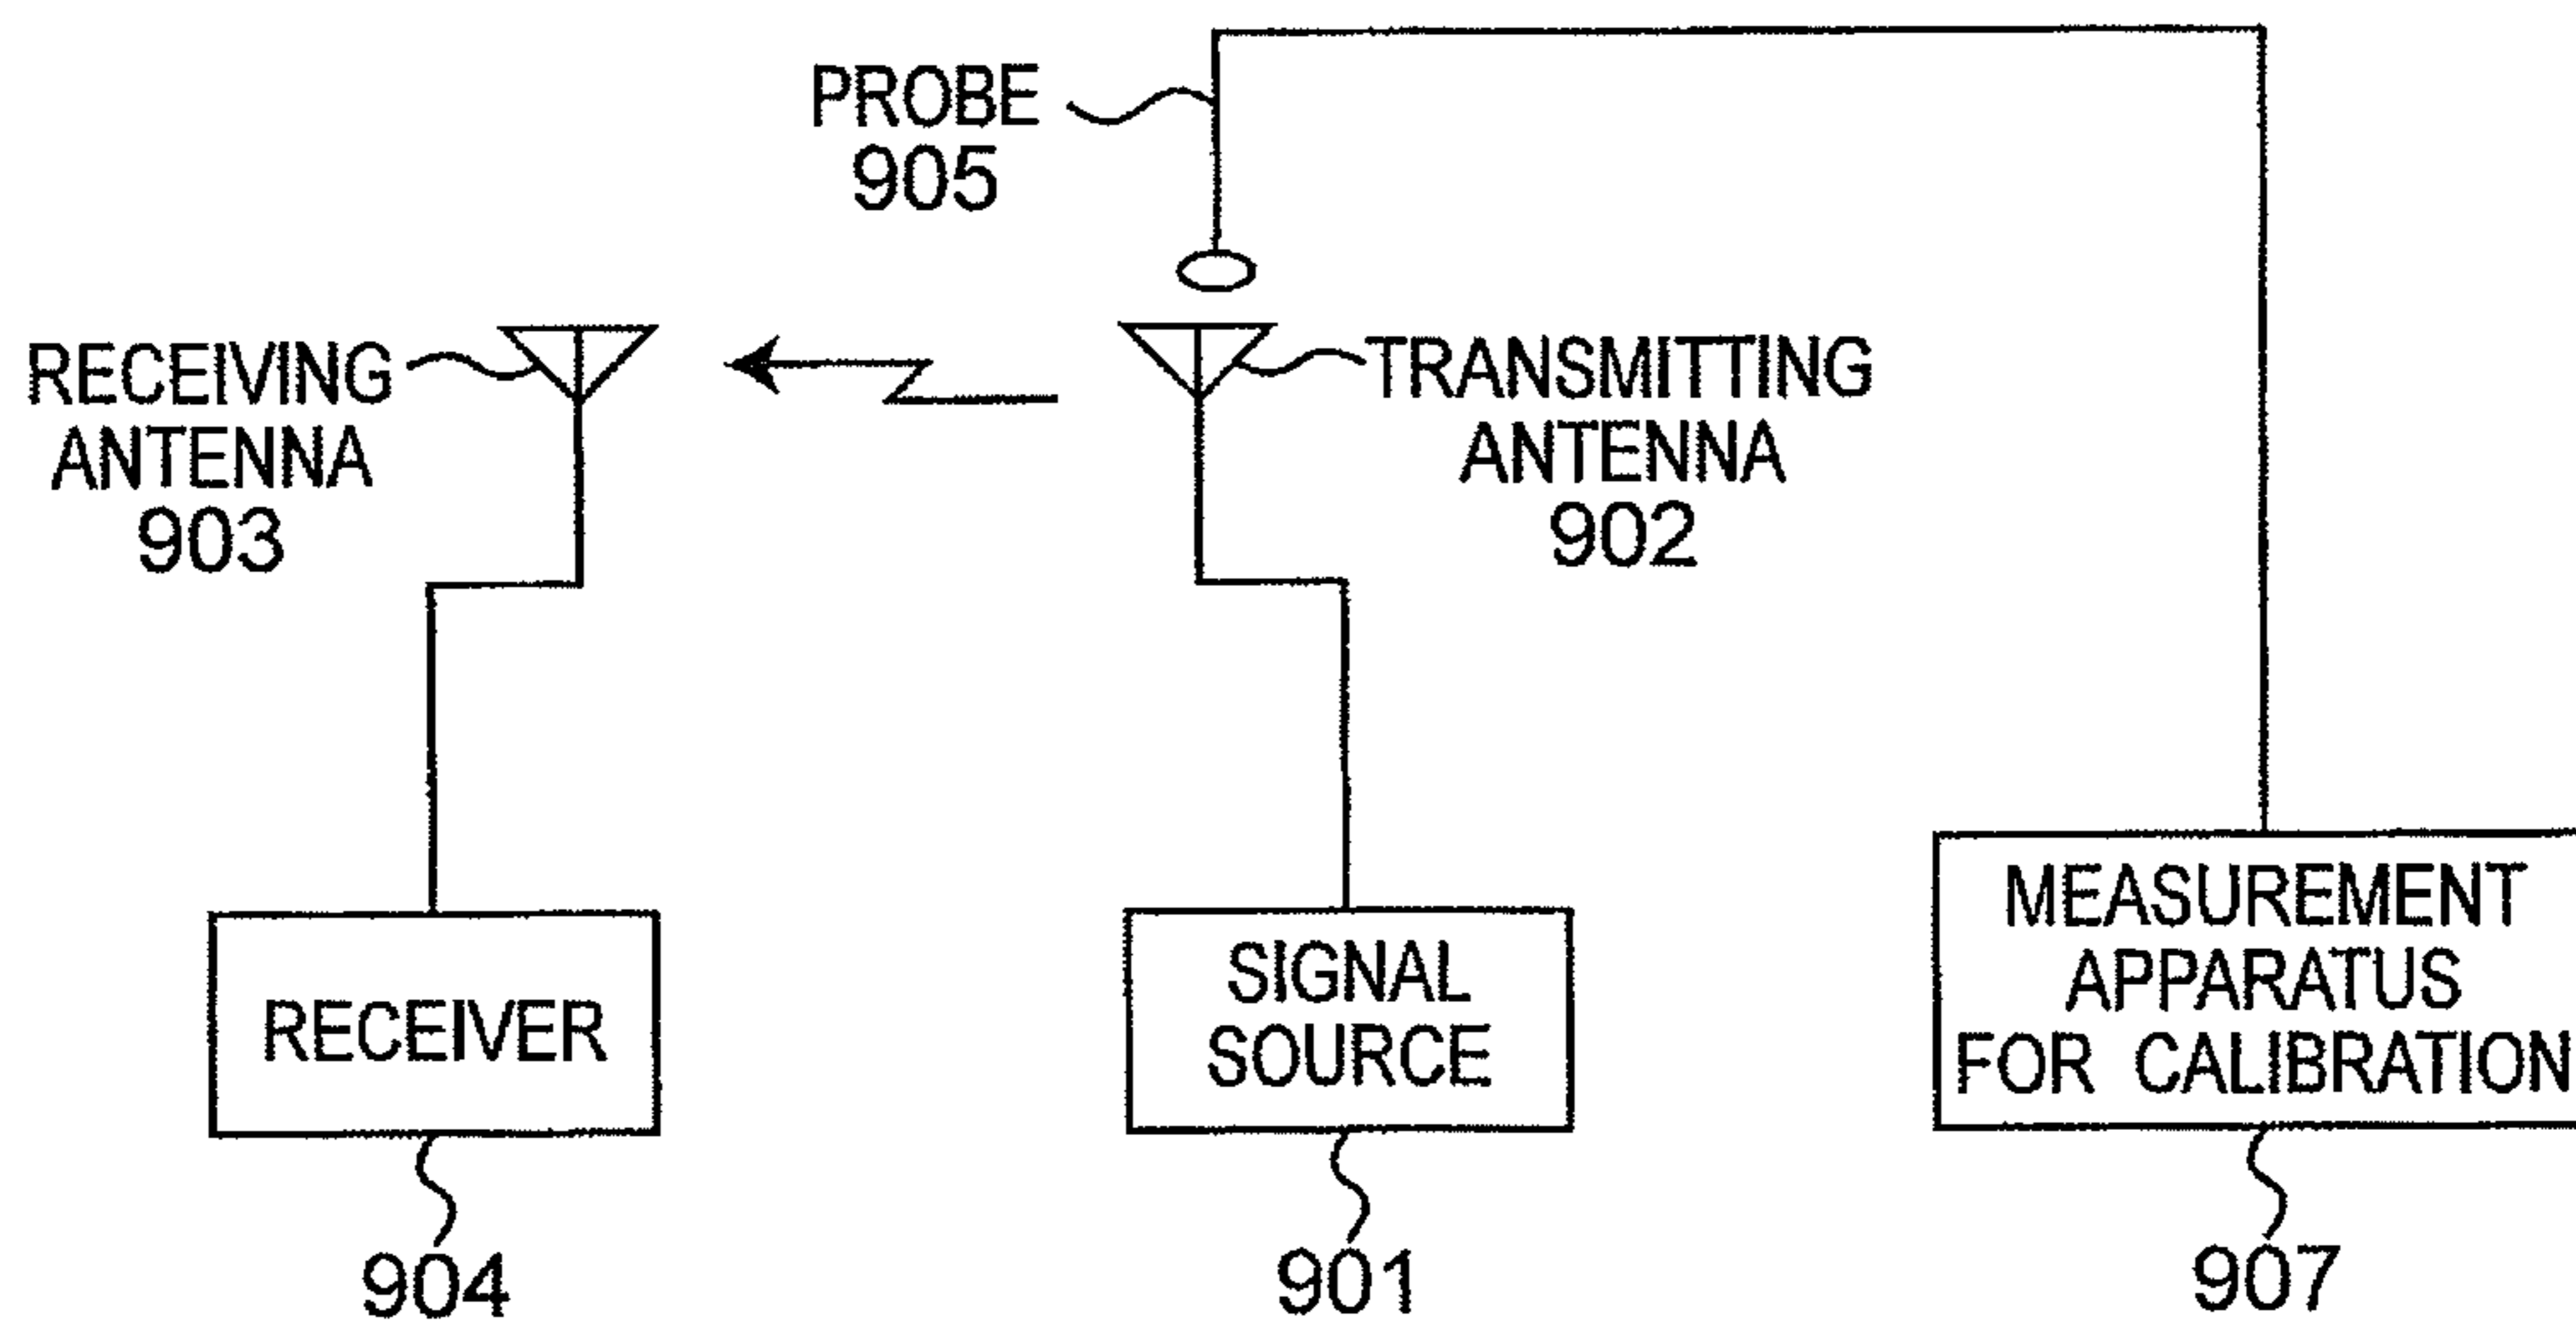 PROBE
905
RECEIVING
ANTENNA
903
TRANSMITTING
ANTENNA
902
RECEIVER
904
SIGNAL
SOURCE
901
MEASUREMENT
APPARATUS
FOR CALIBRATION
907